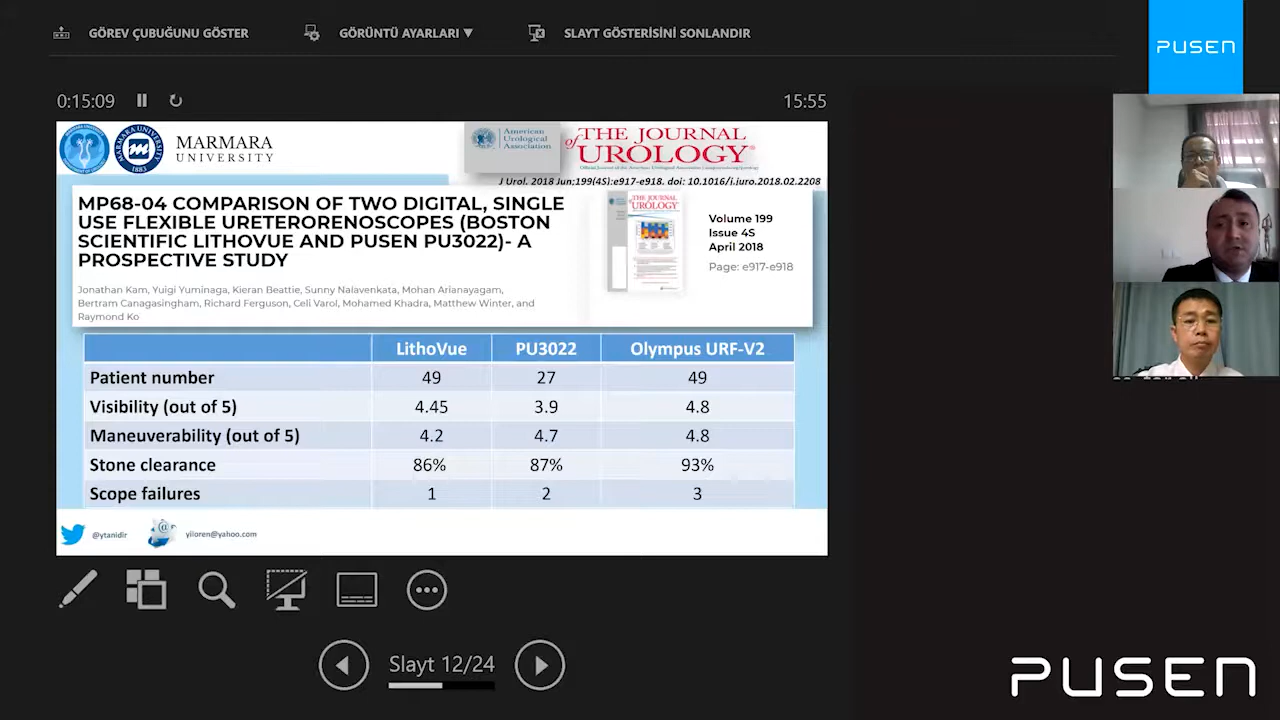 GÖREV ÇUBUĞUNU GÖSTER
GÖRÜNTÜ AYARLARI ▼
SLAYT GÖSTERİSİNİ SONLANDIR
PUSEN
0:15:09
15:55
MARMARA UNIVERSITY
1883
MARMARA
UNIVERSITY
American
Urological
Association
THE JOURNAL
of UROLOGY®
J Urol. 2018 Jun;199(4S):e917-e918. doi: 10.1016/j.juro.2018.02.2208
MP68-04 COMPARISON OF TWO DIGITAL, SINGLE
USE FLEXIBLE URETERORENOSCOPES (BOSTON
SCIENTIFIC LITHOVUE AND PUSEN PU3022)- A
PROSPECTIVE STUDY
THE JOURNAL
UROLOGY
Volume 199
Issue 4S
April 2018
Page: e917-e918
Jonathan Kam, Yuigi Yuminaga, Kieran Beattie, Sunny Nalavenkata, Mohan Arianayagam,
Bertram Canagasingham, Richard Ferguson, Celi Varol, Mohamed Khadra, Matthew Winter, and
Raymond Ko
LithoVue PU3022 Olympus URF-V2
Patient number 49 27 49
Visibility (out of 5) 4.45 3.9 4.8
Maneuverability (out of 5) 4.2 4.7 4.8
Stone clearance 86% 87% 93%
Scope failures 1 2 3
@ytanidir
yiloren@yahoo.com
Slayt 12/24
PUSEN